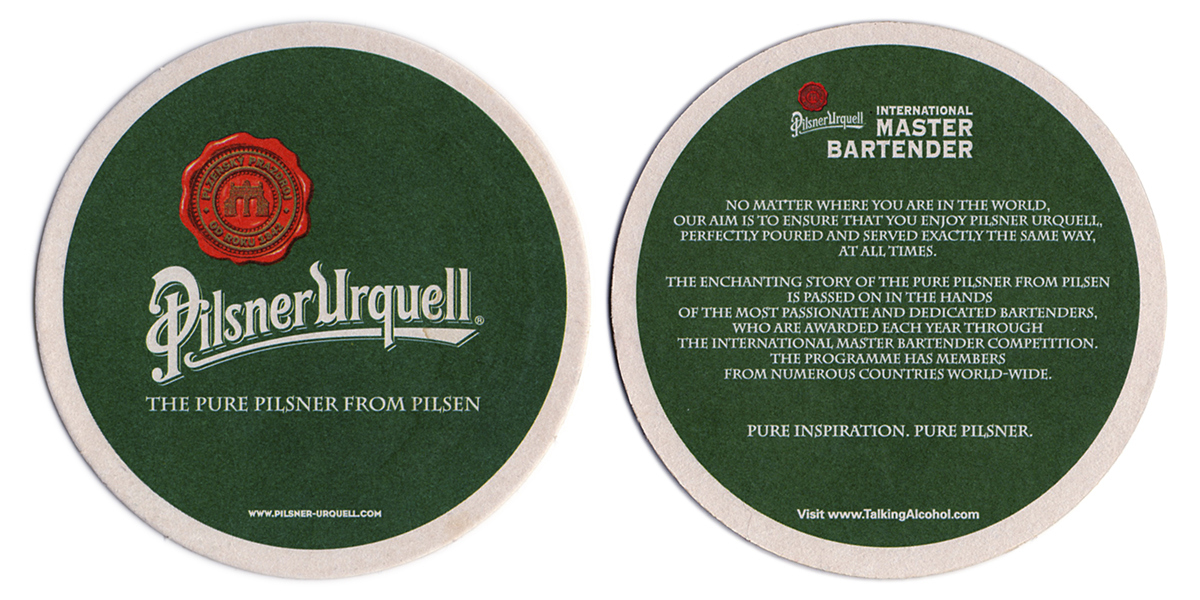 PLZEŇSKÝ PRAZDROJ
OD ROKU 1842
Pilsner Urquell®
THE PURE PILSNER FROM PILSEN
WWW.PILSNER-URQUELL.COM
Pilsner Urquell
INTERNATIONAL
MASTER
BARTENDER
NO MATTER WHERE YOU ARE IN THE WORLD,
OUR AIM IS TO ENSURE THAT YOU ENJOY PILSNER URQUELL,
PERFECTLY POURED AND SERVED EXACTLY THE SAME WAY,
AT ALL TIMES.
THE ENCHANTING STORY OF THE PURE PILSNER FROM PILSEN
IS PASSED ON IN THE HANDS
OF THE MOST PASSIONATE AND DEDICATED BARTENDERS,
WHO ARE AWARDED EACH YEAR THROUGH
THE INTERNATIONAL MASTER BARTENDER COMPETITION.
THE PROGRAMME HAS MEMBERS
FROM NUMEROUS COUNTRIES WORLD-WIDE.
PURE INSPIRATION. PURE PILSNER.
Visit www.TalkingAlcohol.com